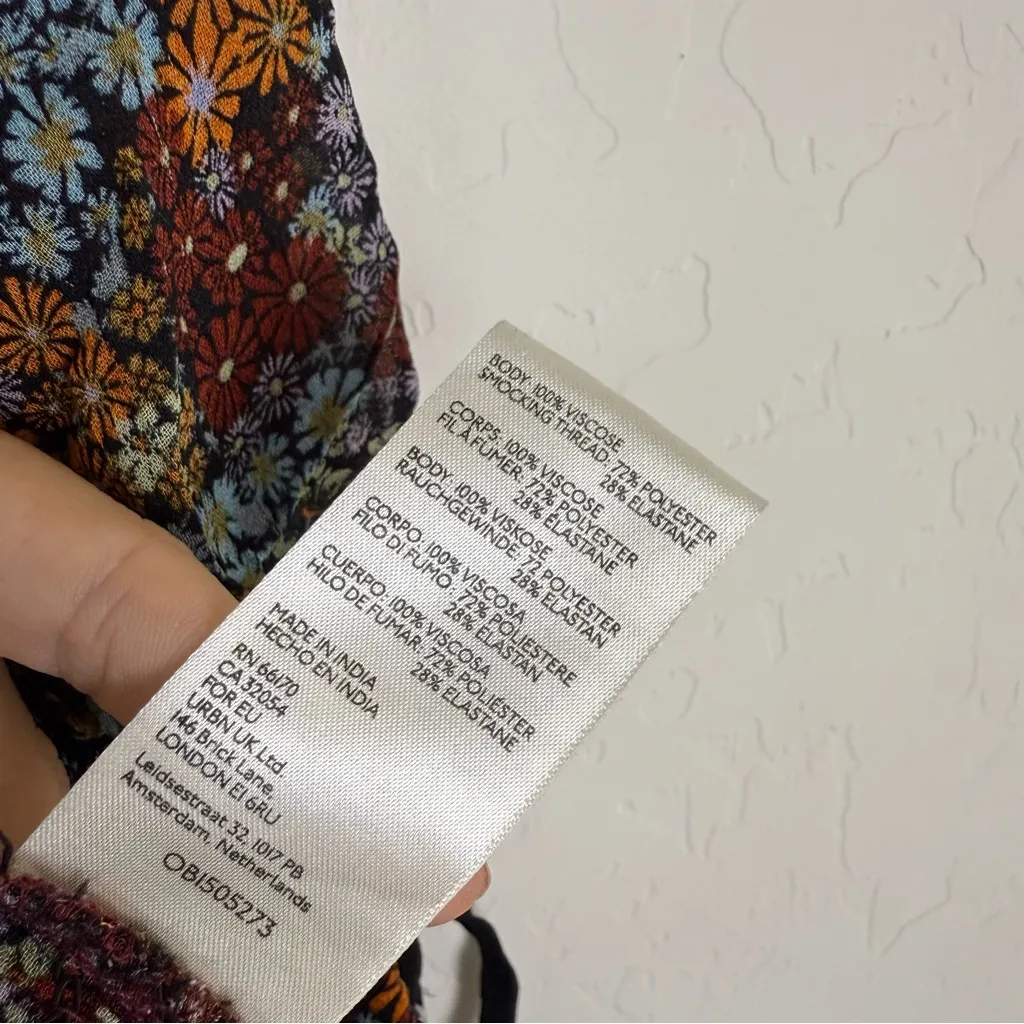 BODY: 100% VISCOSE
SMOCKING THREAD: 72% POLYESTER
28% ELASTANE
CORPS: 100% VISCOSE
FIL A FUMER: 72% POLYESTER
28% ELASTANE
BODY: 100% VISKOSE
RAUCHGEWINDE: 72 POLYESTER
28% ELASTAN
CORPO: 100% VISCOSA
FILO DI FUMO: 72% POLIESTERE
28% ELASTAN
CUERPO: 100% VISCOSA
HILO DE FUMAR: 72% POLIÉSTER
28% ELASTANE
MADE IN INDIA
HECHO EN INDIA
RN 66170
CA 32054
FOR EU
URBN UK Ltd.
146 Brick Lane,
LONDON E1 6RU
Leidsestraat 32, 1017 PB
Amsterdam, Netherlands
OB1505273